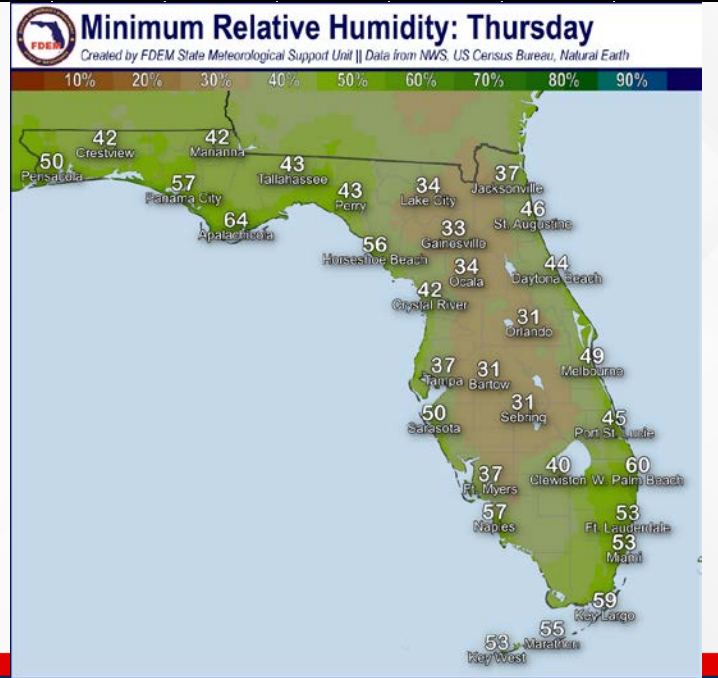 Minimum Relative Humidity: Thursday
Created by FDEM State Meteorological Support Unit || Data from NWS, US Census Bureau, Natural Earth
FDEM
10% 20% 30% 40% 50% 60% 70% 80% 90%
42
Crestview
42
Marianna
50
Pensacola
57
Panama City
43
Tallahassee
43
Perry
34
Lake City
37
Jacksonville
64
Apalachicola
46
St. Augustine
33
Gainesville
56
Horseshoe Beach
34
Ocala
44
Daytona Beach
42
Crystal River
31
Orlando
37
Tampa
31
Bartow
49
Melbourne
50
Sarasota
31
Sebring
45
Port St. Lucie
37
Ft. Myers
40
Clewiston
60
W. Palm Beach
57
Naples
53
Ft. Lauderdale
53
Miami
59
Key Largo
55
Marathon
53
Key West